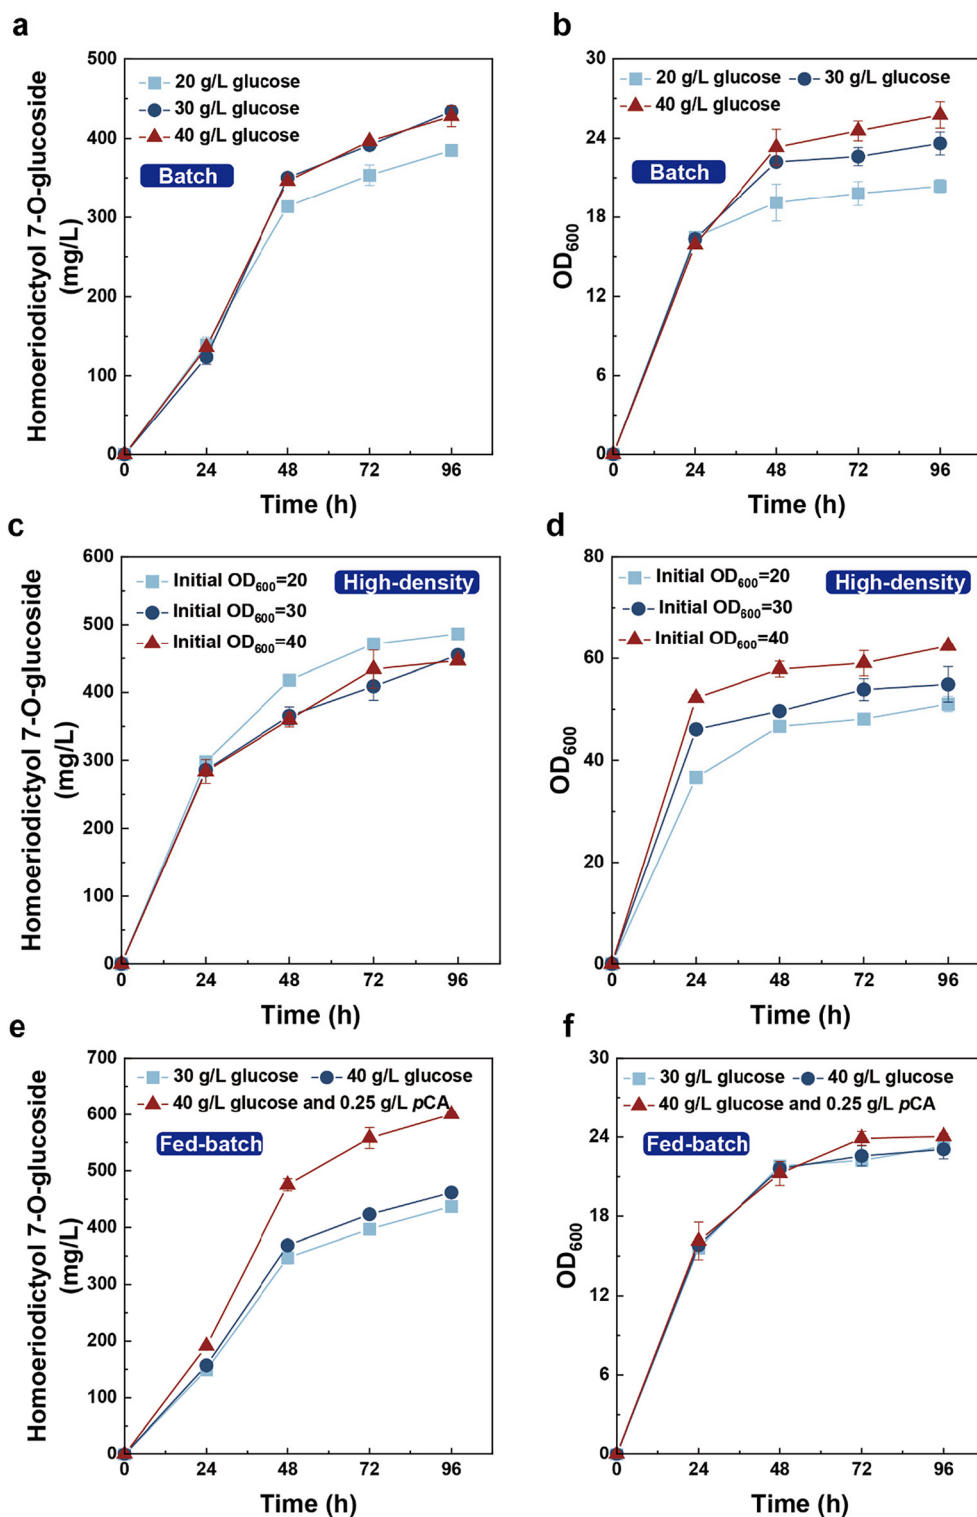 a
500
400
300
200
100
0
20 g/L glucose
30 g/L glucose
40 g/L glucose
Batch
Homoeriodictyol 7-O-glucoside
(mg/L)
0 24 48 72 96
Time (h)
b
30
24
18
12
6
0
20 g/L glucose 30 g/L glucose
40 g/L glucose
Batch
OD600
0 24 48 72 96
Time (h)
c
600
500
400
300
200
100
0
Initial OD600=20
Initial OD600=30
Initial OD600=40
High-density
Homoeriodictyol 7-O-glucoside
(mg/L)
0 24 48 72 96
Time (h)
d
80
60
40
20
0
Initial OD600=20
Initial OD600=30
Initial OD600=40
High-density
OD600
0 24 48 72 96
Time (h)
e
700
600
500
400
300
200
100
0
30 g/L glucose 40 g/L glucose
40 g/L glucose and 0.25 g/L pCA
Fed-batch
Homoeriodictyol 7-O-glucoside
(mg/L)
0 24 48 72 96
Time (h)
f
30
24
18
12
6
0
30 g/L glucose 40 g/L glucose
40 g/L glucose and 0.25 g/L pCA
Fed-batch
OD600
0 24 48 72 96
Time (h)